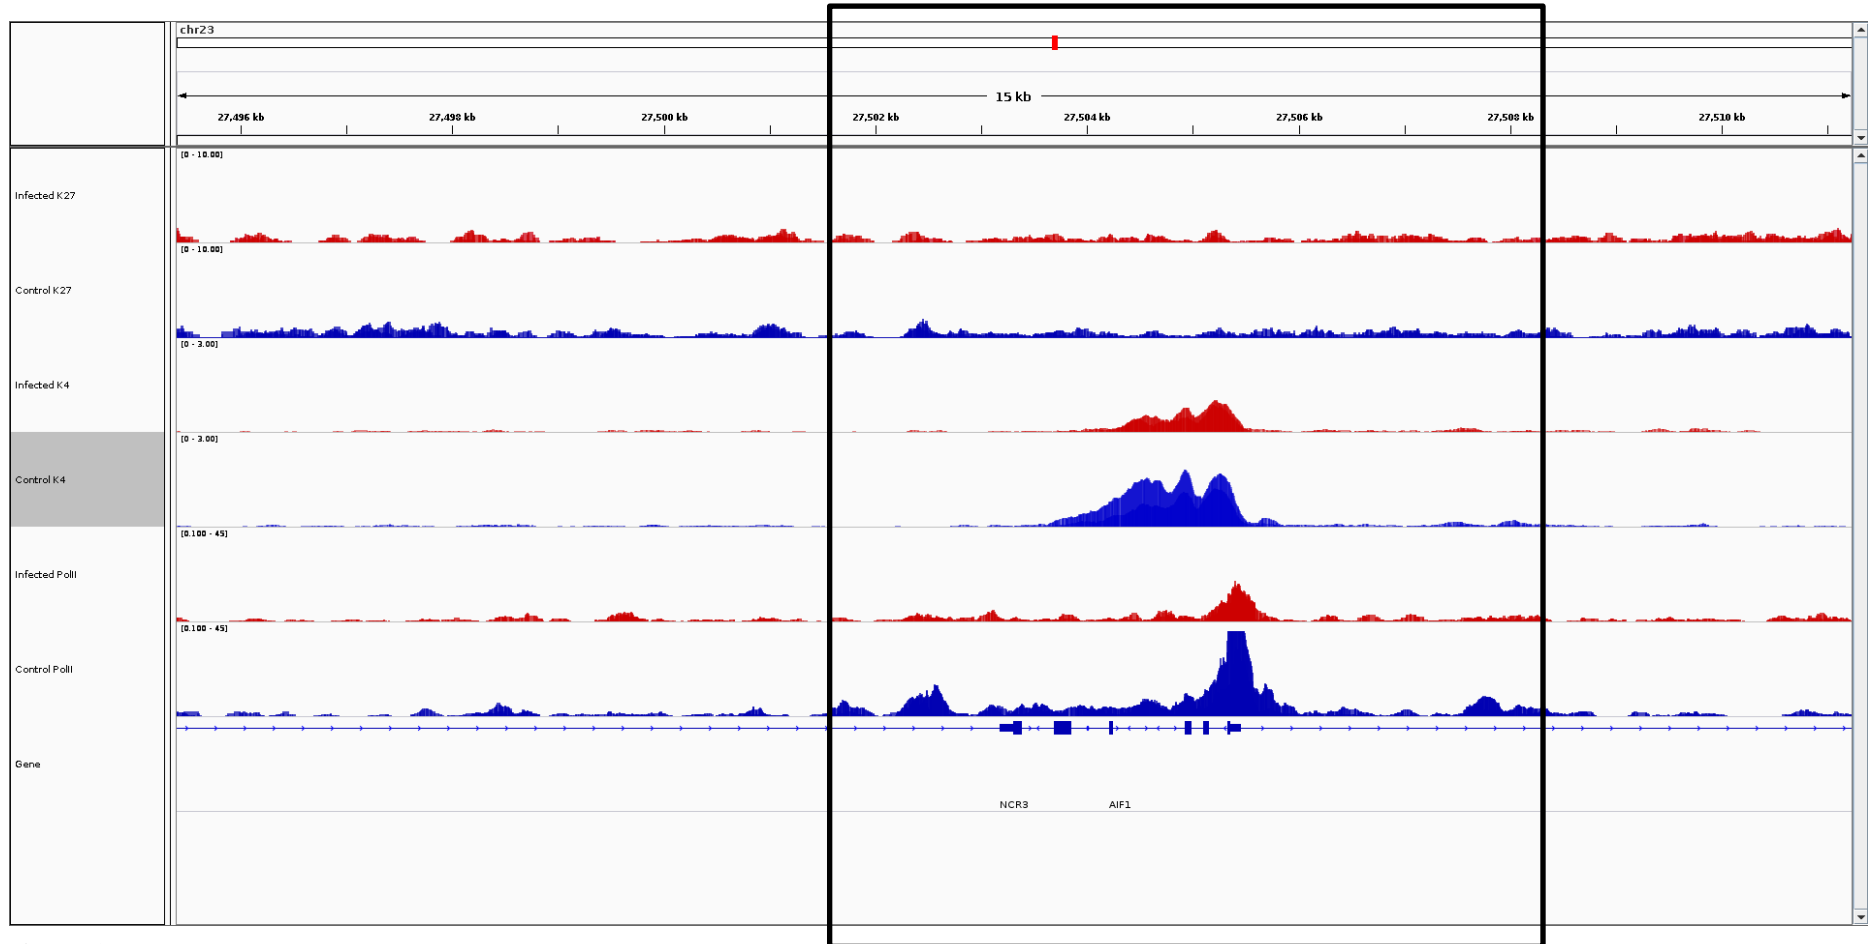 chr23
15 kb
27,496 kb 27,498 kb 27,500 kb 27,502 kb 27,504 kb 27,506 kb 27,508 kb 27,510 kb
[0 - 10.00]
Infected K27
[0 - 10.00]
Control K27
[0 - 3.00]
Infected K4
[0 - 3.00]
Control K4
[0.100 - 45]
Infected PolII
[0.100 - 45]
Control PolII
Gene
NCR3 AIF1